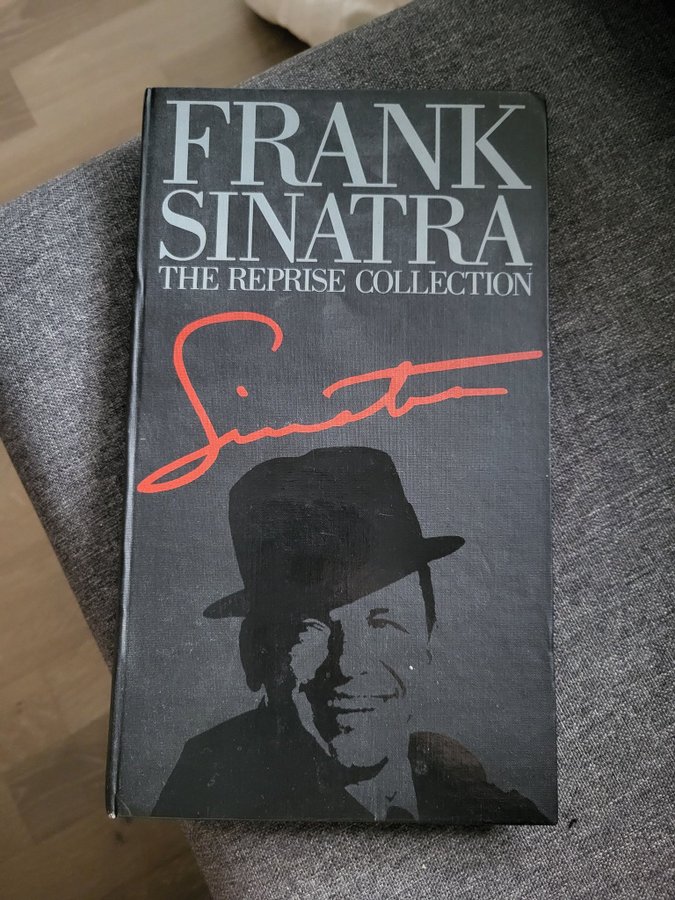 FRANK
SINATRA
THE REPRISE COLLECTION
Sinatra